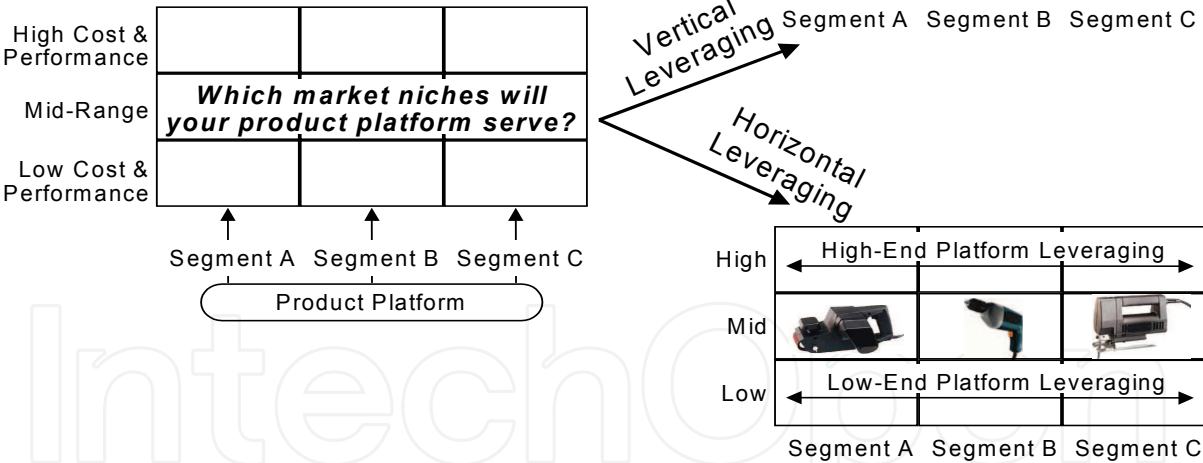 High Cost &
Performance
Mid-Range
Low Cost &
Performance
Which market niches will
your product platform serve?
Segment A Segment B Segment C
Product Platform
Vertical
Leveraging
Segment A Segment B Segment C
Horizontal
Leveraging
High
High-End Platform Leveraging
Mid
Low
Low-End Platform Leveraging
Segment A Segment B Segment C
IntechOpen